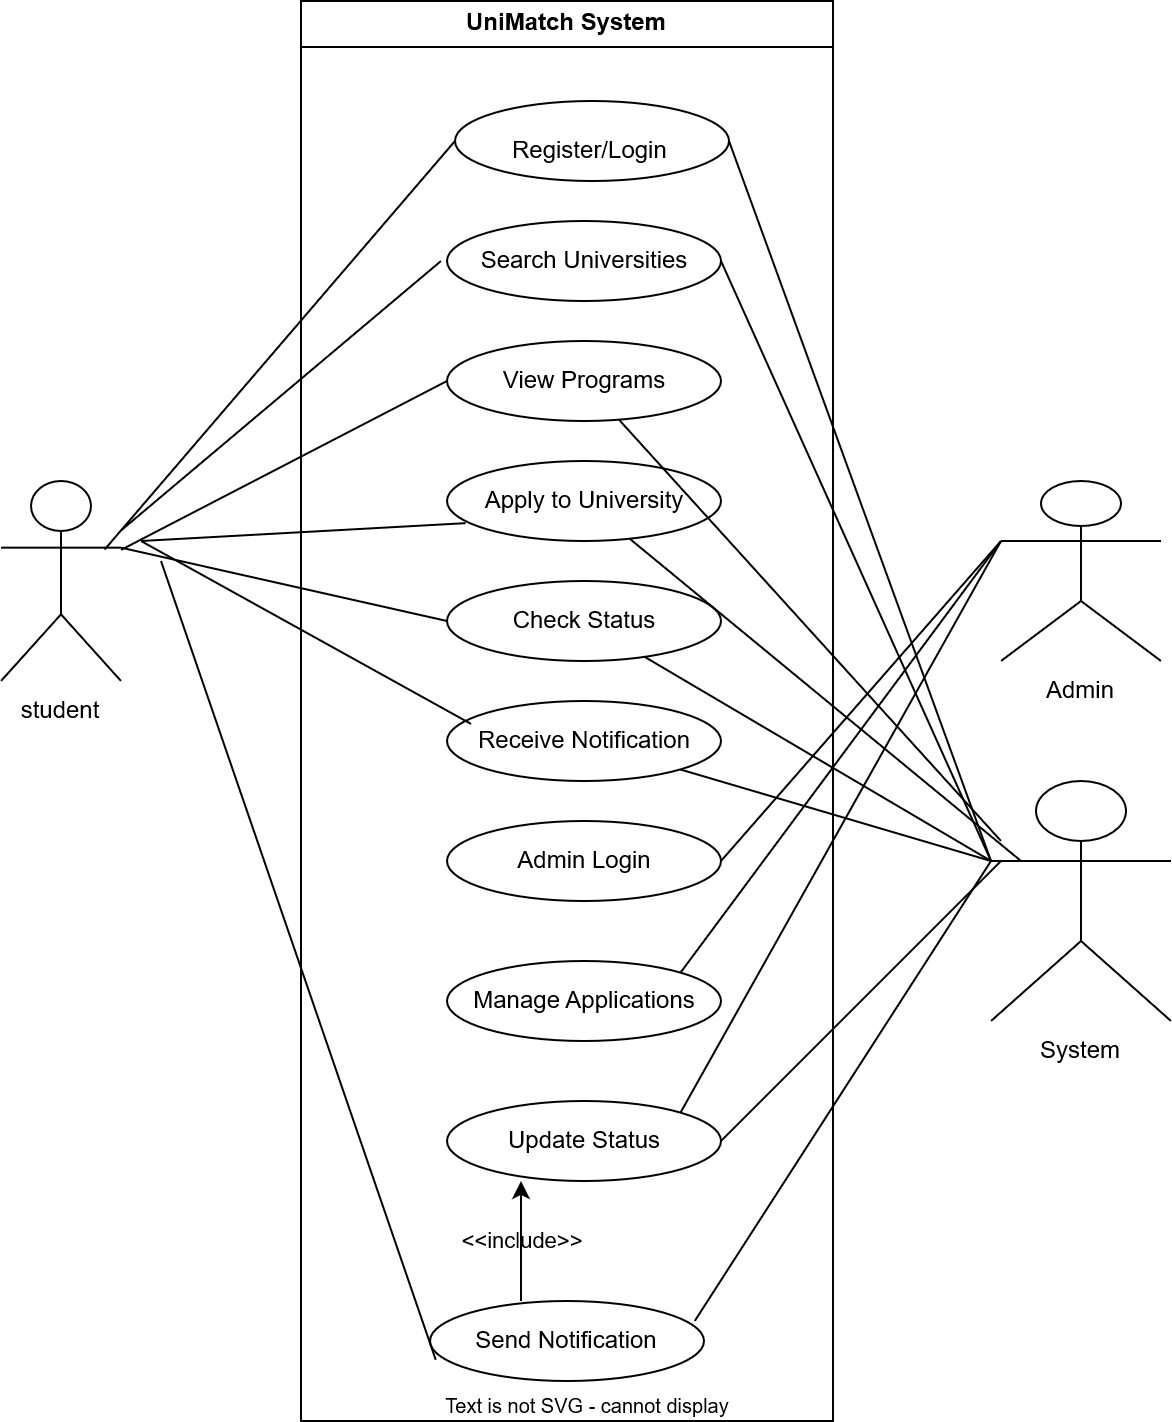 UniMatch System
Register/Login
Search Universities
View Programs
Apply to University
Check Status
student
Receive Notification
Admin
Admin Login
Manage Applications
System
Update Status
<<include>>
Send Notification
Text is not SVG - cannot display